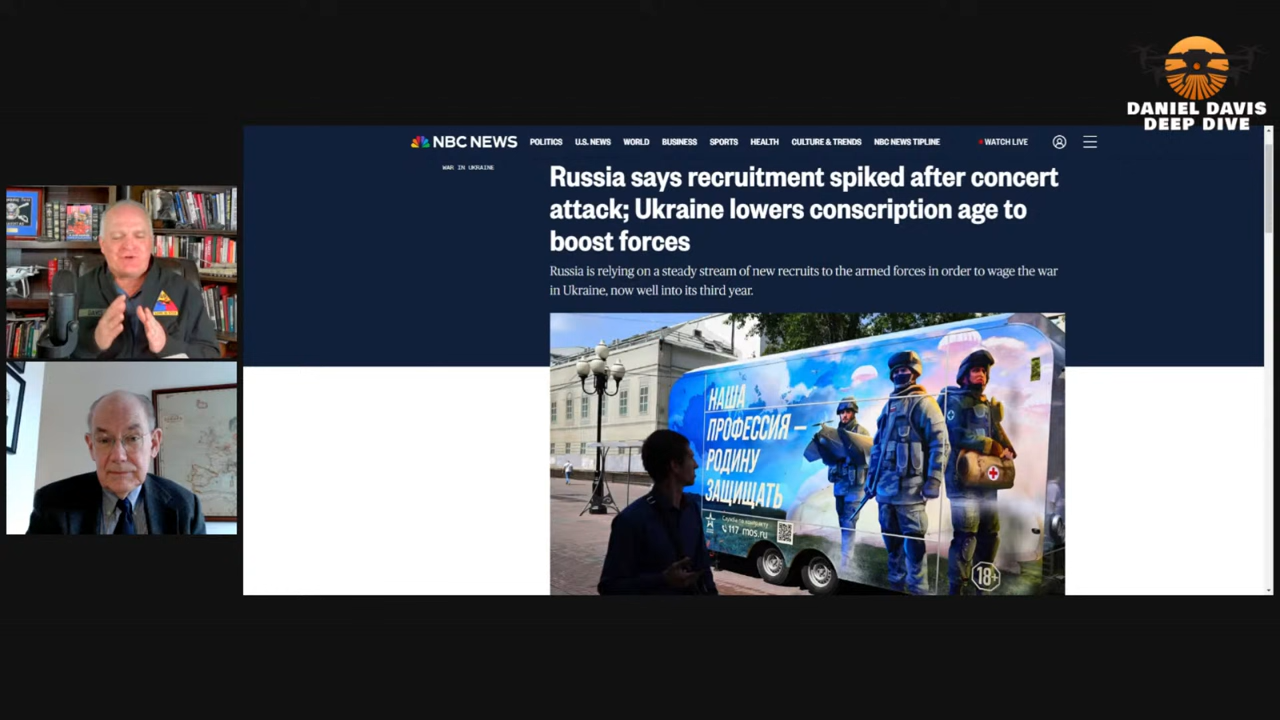 DANIEL DAVIS
DEEP DIVE
NBC NEWS
POLITICS
U.S. NEWS
WORLD
BUSINESS
SPORTS
HEALTH
CULTURE & TRENDS
NBC NEWS TIPLINE
WATCH LIVE
WAR IN UKRAINE
Russia says recruitment spiked after concert
attack; Ukraine lowers conscription age to
boost forces
Russia is relying on a steady stream of new recruits to the armed forces in order to wage the war
in Ukraine, now well into its third year.
НАША
ПРОФЕССИЯ —
РОДИНУ
ЗАЩИЩАТЬ
Служба по контракту
117 mos.ru
18+